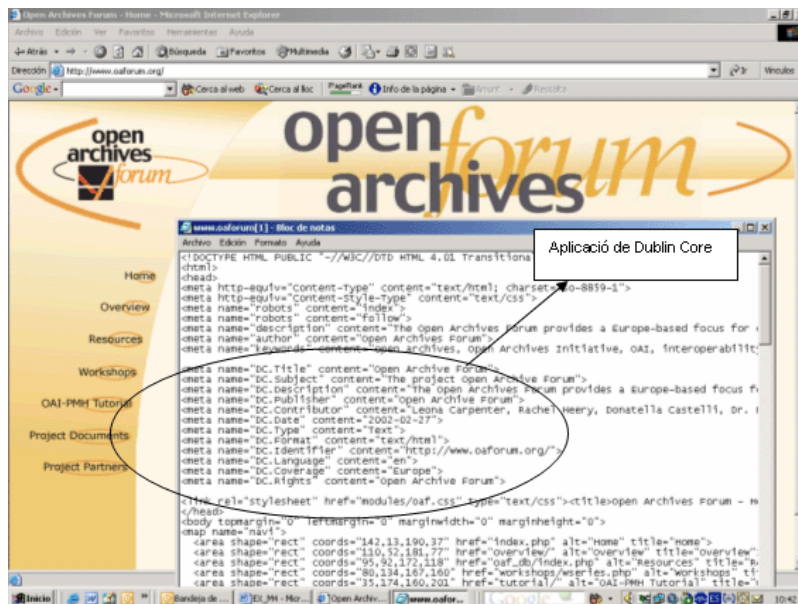 Open Archives Forum - Home - Microsoft Internet Explorer
Archivo Edición Ver Favoritos Herramientas Ayuda
Atrás Búsqueda Favoritos Multimedia
Dirección http://www.oaforum.org/ Ir Vínculos
Google Cerca al web Cerca al lloc PageRank Info de la pàgina Amunt Ressalta
open
archives
forum
open
forum
archives
Home
Overview
Resources
Workshops
OAI-PMH Tutorial
Project Documents
Project Partners
www.oaforum[1] - Bloc de notas
Archivo Edición Formato Ayuda
Aplicació de Dublin Core
<!DOCTYPE HTML PUBLIC "-//W3C//DTD HTML 4.01 Transitiona
<html>
<head>
<meta http-equiv="Content-Type" content="text/html; charset=iso-8859-1">
<meta http-equiv="Content-Style-Type" content="text/css">
<meta name="robots" content="index">
<meta name="robots" content="follow">
<meta name="description" content="The Open Archives Forum provides a Europe-based focus for
<meta name="author" content="Open Archives Forum">
<meta name="keywords" content="open archives, Open Archives Initiative, OAI, interoperability
<meta name="DC.Title" content="Open Archive Forum">
<meta name="DC.Subject" content="The project Open Archive Forum">
<meta name="DC.Description" content="The Open Archives Forum provides a Europe-based focus f
<meta name="DC.Publisher" content="Open Archive Forum">
<meta name="DC.Contributor" content="Leona Carpenter, Rachel Heery, Donatella Castelli, Dr.
<meta name="DC.Date" content="2002-02-27">
<meta name="DC.Type" content="Text">
<meta name="DC.Format" content="text/html">
<meta name="DC.Identifier" content="http://www.oaforum.org/">
<meta name="DC.Language" content="en">
<meta name="DC.Coverage" content="Europe">
<meta name="DC.Rights" content="Open Archive Forum">
<link rel="stylesheet" href="modules/oaf.css" type="text/css"><title>Open Archives Forum - H
</head>
<body topmargin="0" leftmargin="0" marginwidth="0" marginheight="0">
<map name="navi">
<area shape="rect" coords="142,13,190,37" href="index.php" alt="Home" title="Home">
<area shape="rect" coords="110,52,181,77" href="overview/" alt="Overview" title="Overview"
<area shape="rect" coords="95,92,172,118" href="oaf_db/index.php" alt="Resources" title="R
<area shape="rect" coords="80,134,167,160" href="workshops/wseries.php" alt="Workshops" ti
<area shape="rect" coords="35,174,160,201" href="tutorial/" alt="OAI-PMH Tutorial" title="
Inicio Bandeja de ... EX_MH - Micr... Open Archiv... www.oafor... Google ES 10:42